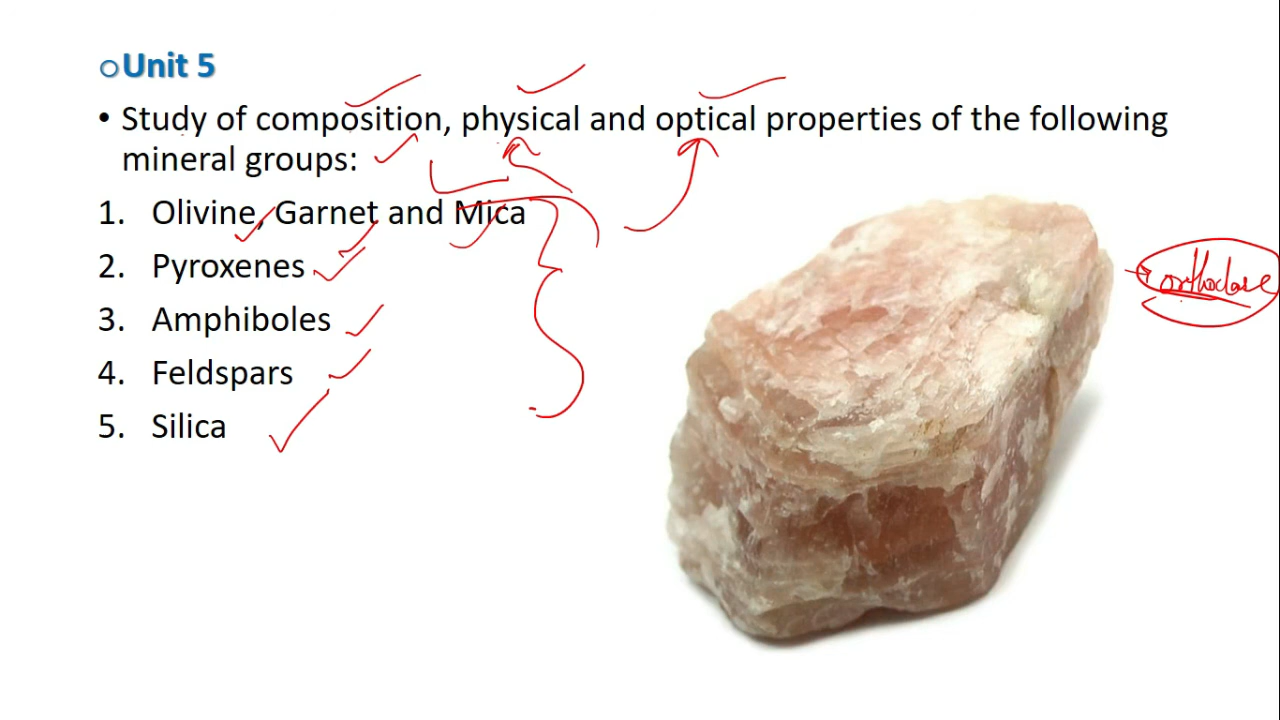 Unit 5
• Study of composition, physical and optical properties of the following
mineral groups:
1. Olivine, Garnet and Mica
2. Pyroxenes
3. Amphiboles
4. Feldspars
5. Silica
orthoclase